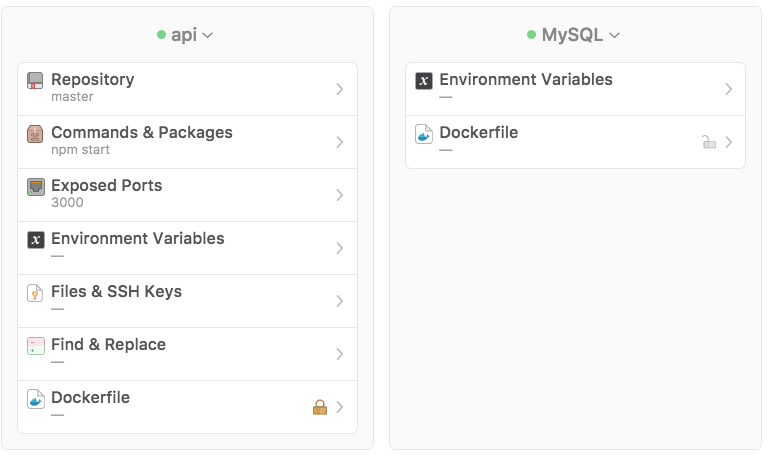 api
Repository
master
Commands & Packages
npm start
Exposed Ports
3000
Environment Variables
—
Files & SSH Keys
—
Find & Replace
—
Dockerfile
—
MySQL
Environment Variables
—
Dockerfile
—